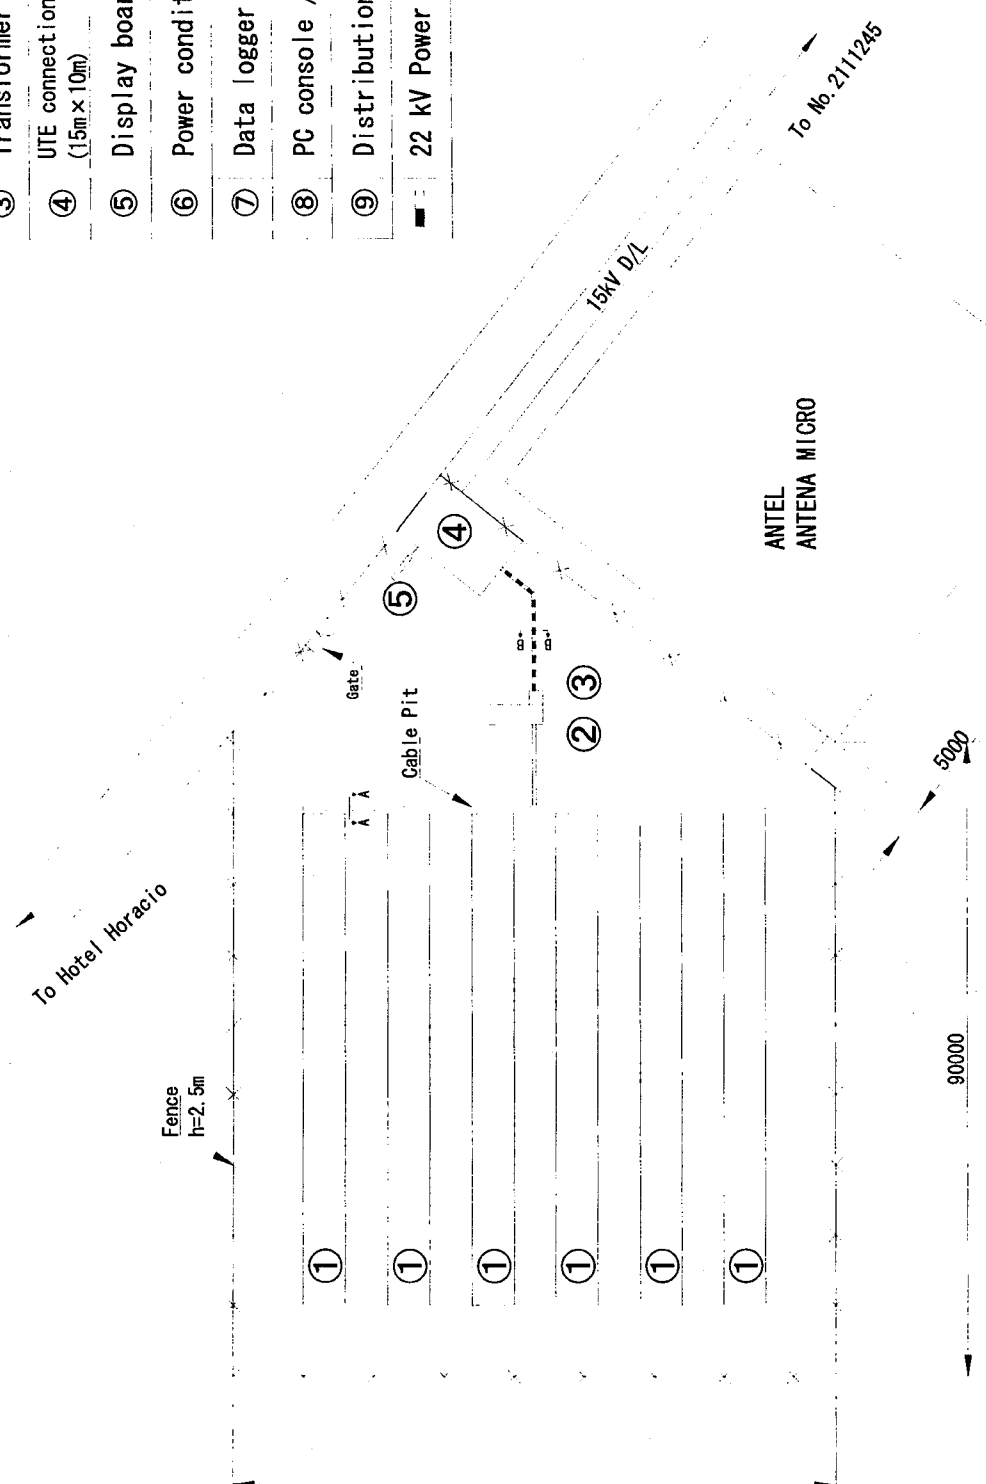 ③ Transformer
④ UTE connection
(15m×10m)
⑤ Display boar
⑥ Power condit
⑦ Data logger
⑧ PC console /
⑨ Distribution
22 kV Power
To No. 2111245
15kV D/L
ANTEL
ANTENA MICRO
④
⑤
Gate
B
B
② ③
Cable Pit
A
A
5000
To Hotel Horacio
Fence
h=2.5m
90000
①
①
①
①
①
①